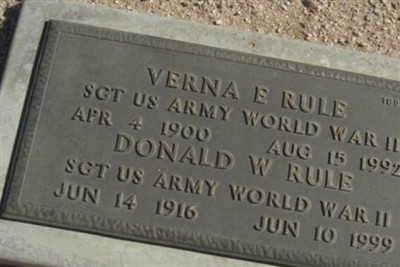 VERNA E RULE
SGT US ARMY WORLD WAR II
APR 4 1900 AUG 15 1992
DONALD W RULE
SGT US ARMY WORLD WAR II
JUN 14 1916 JUN 10 1999